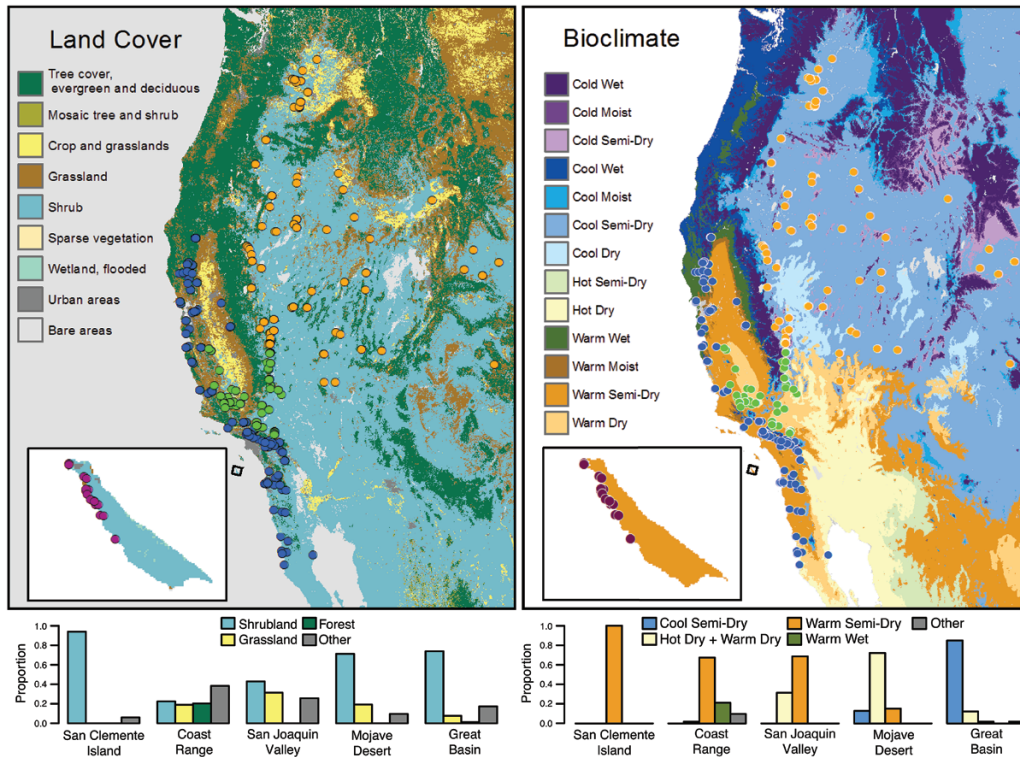 Land Cover
Tree cover,
evergreen and deciduous
Mosaic tree and shrub
Crop and grasslands
Grassland
Shrub
Sparse vegetation
Wetland, flooded
Urban areas
Bare areas
Bioclimate
Cold Wet
Cold Moist
Cold Semi-Dry
Cool Wet
Cool Moist
Cool Semi-Dry
Cool Dry
Hot Semi-Dry
Hot Dry
Warm Wet
Warm Moist
Warm Semi-Dry
Warm Dry
Proportion
1.0
0.8
0.6
0.4
0.2
0.0
Shrubland Forest
Grassland Other
San Clemente
Island
Coast
Range
San Joaquin
Valley
Mojave
Desert
Great
Basin
Proportion
1.0
0.8
0.6
0.4
0.2
0.0
Cool Semi-Dry Warm Semi-Dry Other
Hot Dry + Warm Dry Warm Wet
San Clemente
Island
Coast
Range
San Joaquin
Valley
Mojave
Desert
Great
Basin